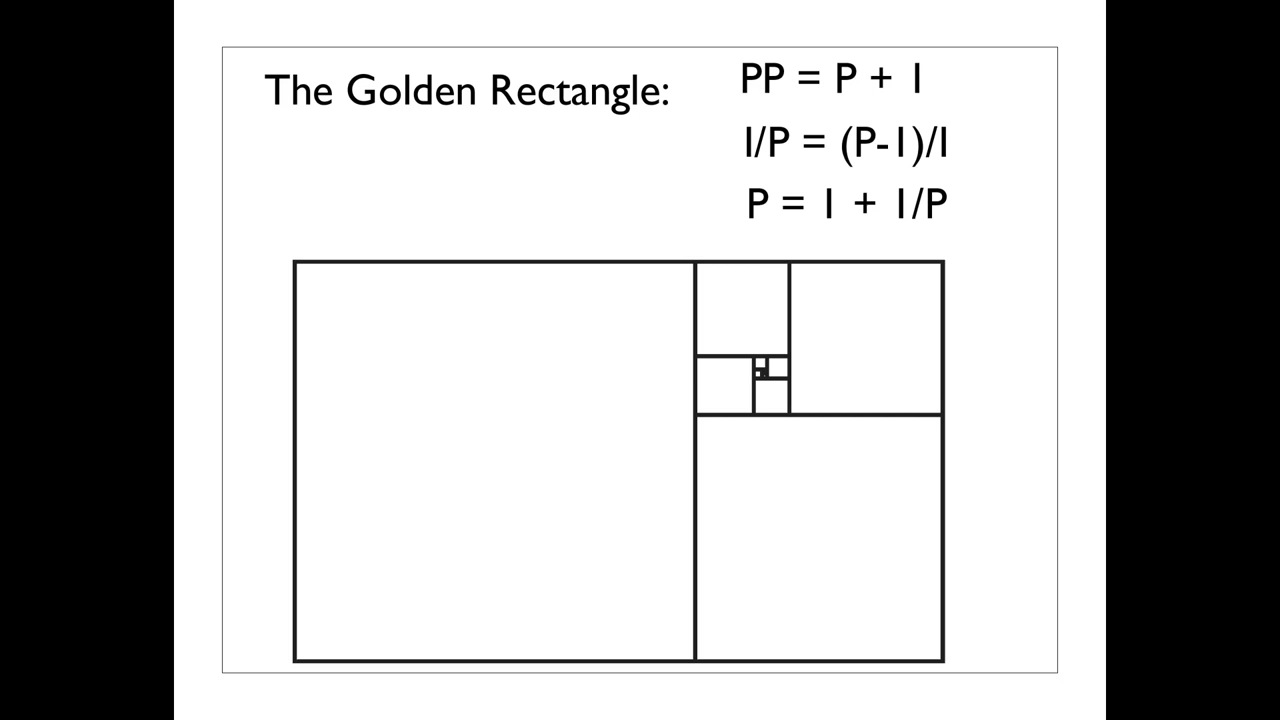 The Golden Rectangle:
PP = P + 1
1/P = (P-1)/1
P = 1 + 1/P